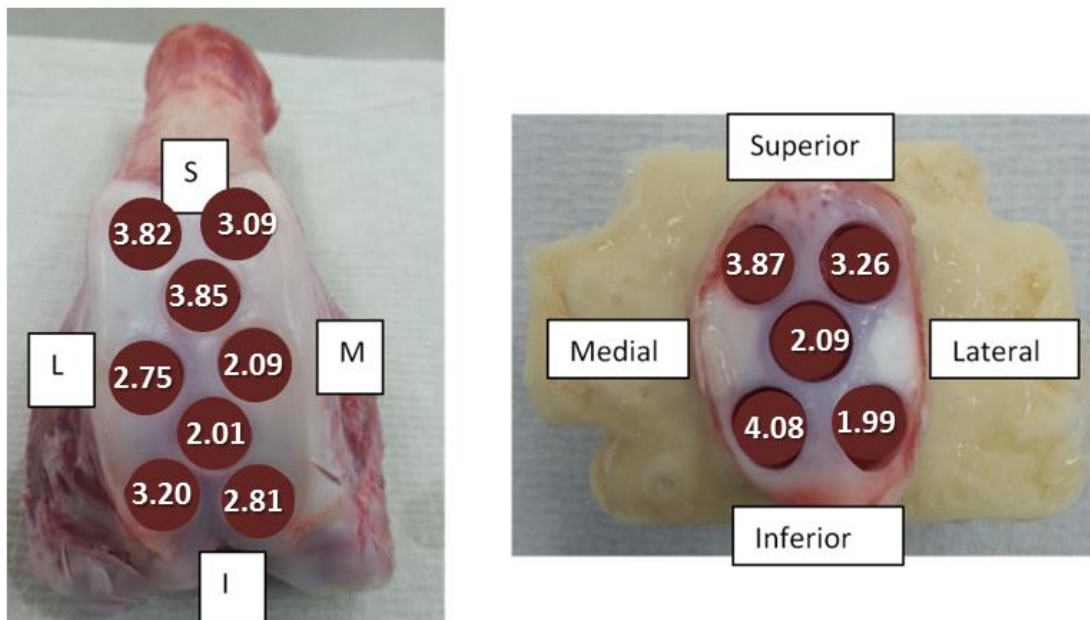 S
3.82
3.09
3.85
L
M
2.75
2.09
2.01
3.20
2.81
I
Superior
3.87
3.26
Medial
2.09
Lateral
4.08
1.99
Inferior